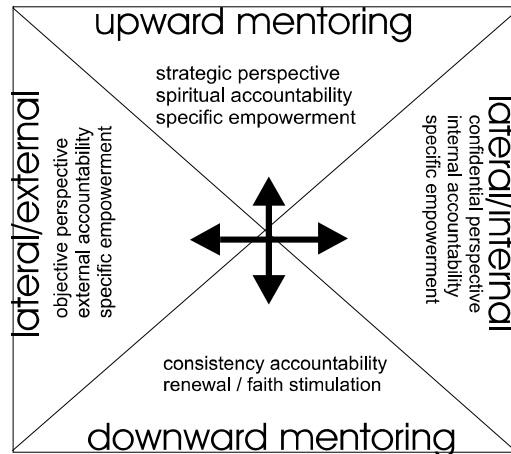 upward mentoring
strategic perspective
spiritual accountability
specific empowerment
lateral/external
objective perspective
external accountability
specific empowerment
lateral/internal
confidential perspective
internal accountability
specific empowerment
consistency accountability
renewal / faith stimulation
downward mentoring